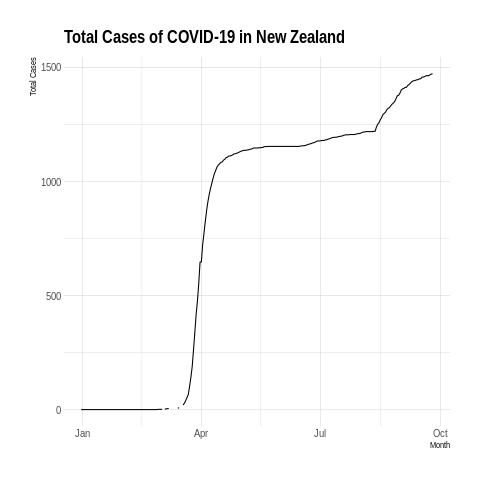 Total Cases of COVID-19 in New Zealand
Total Cases
1500
1000
500
0
Jan Apr Jul Oct
Month